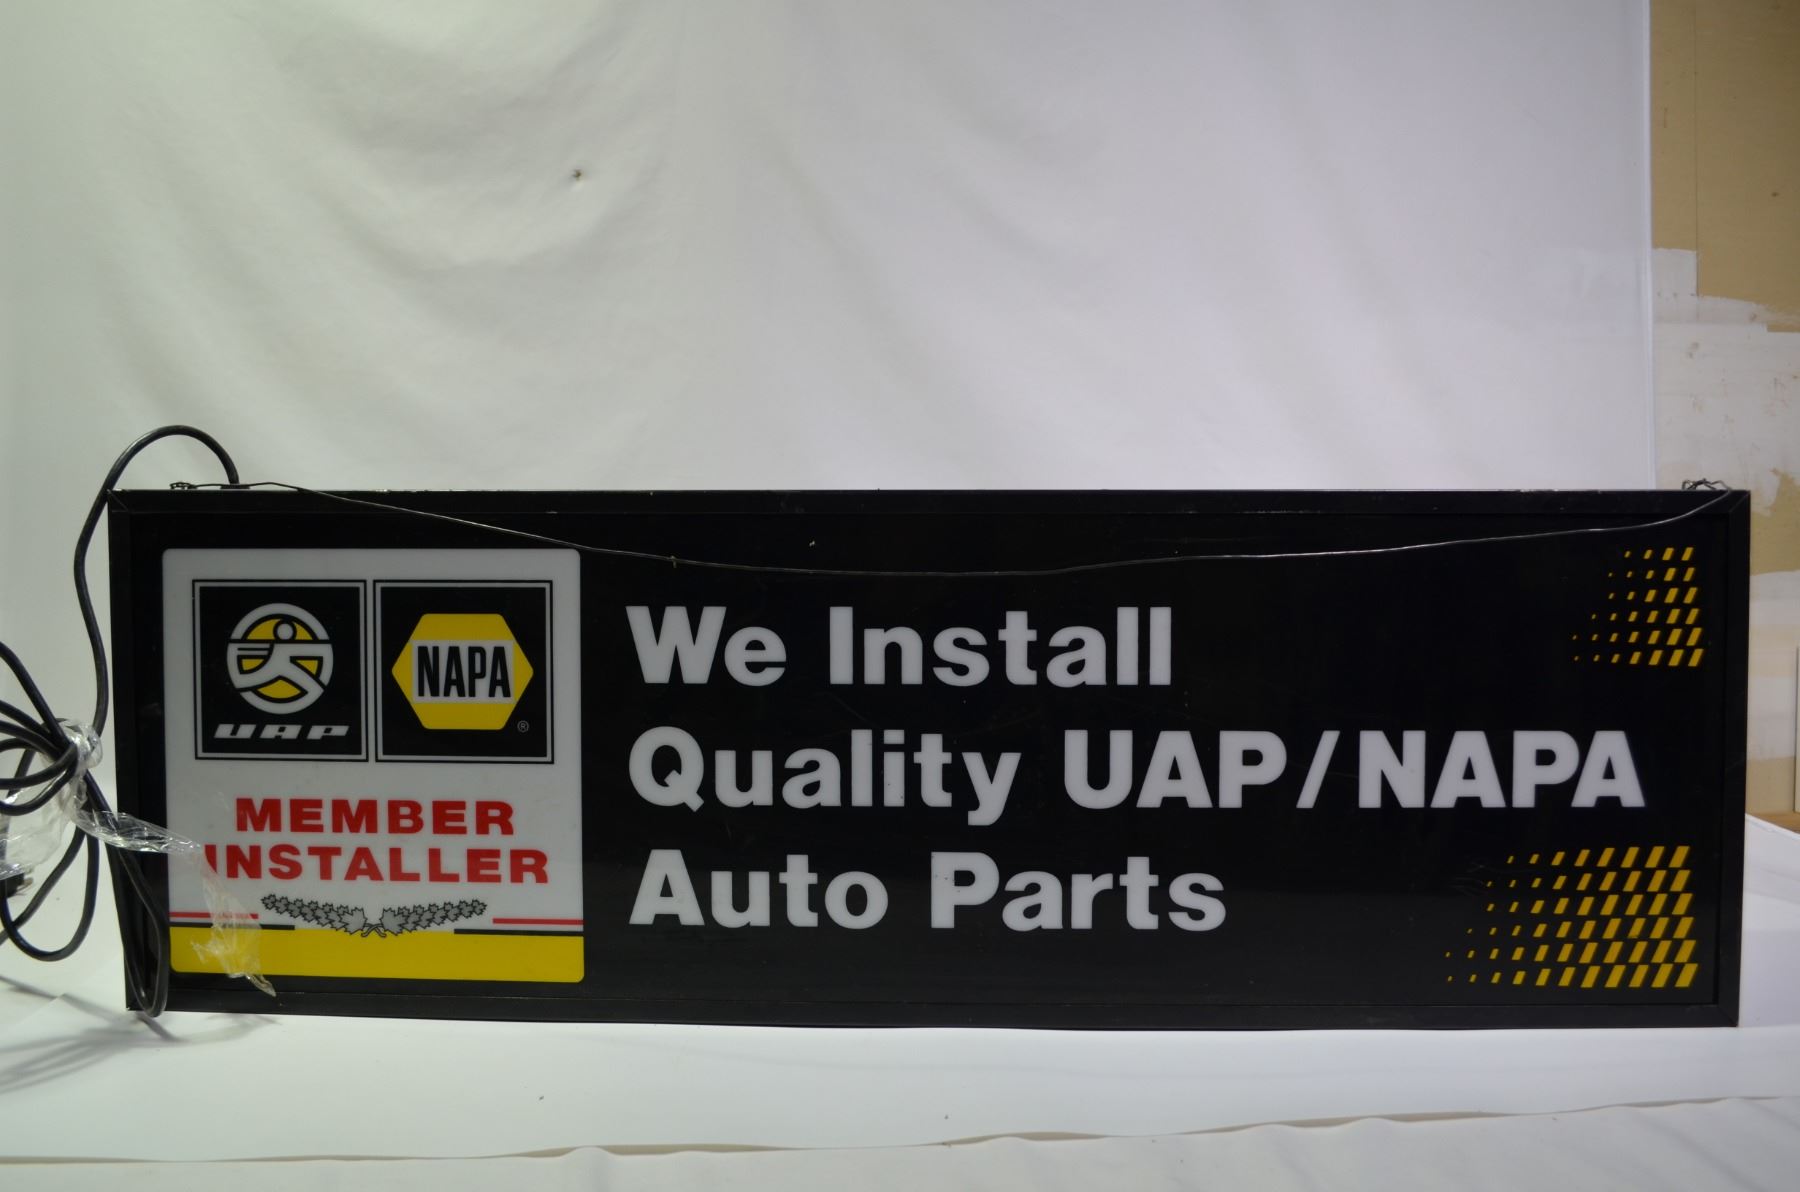 UAP
NAPA
®
MEMBER
INSTALLER
We Install
Quality UAP/NAPA
Auto Parts